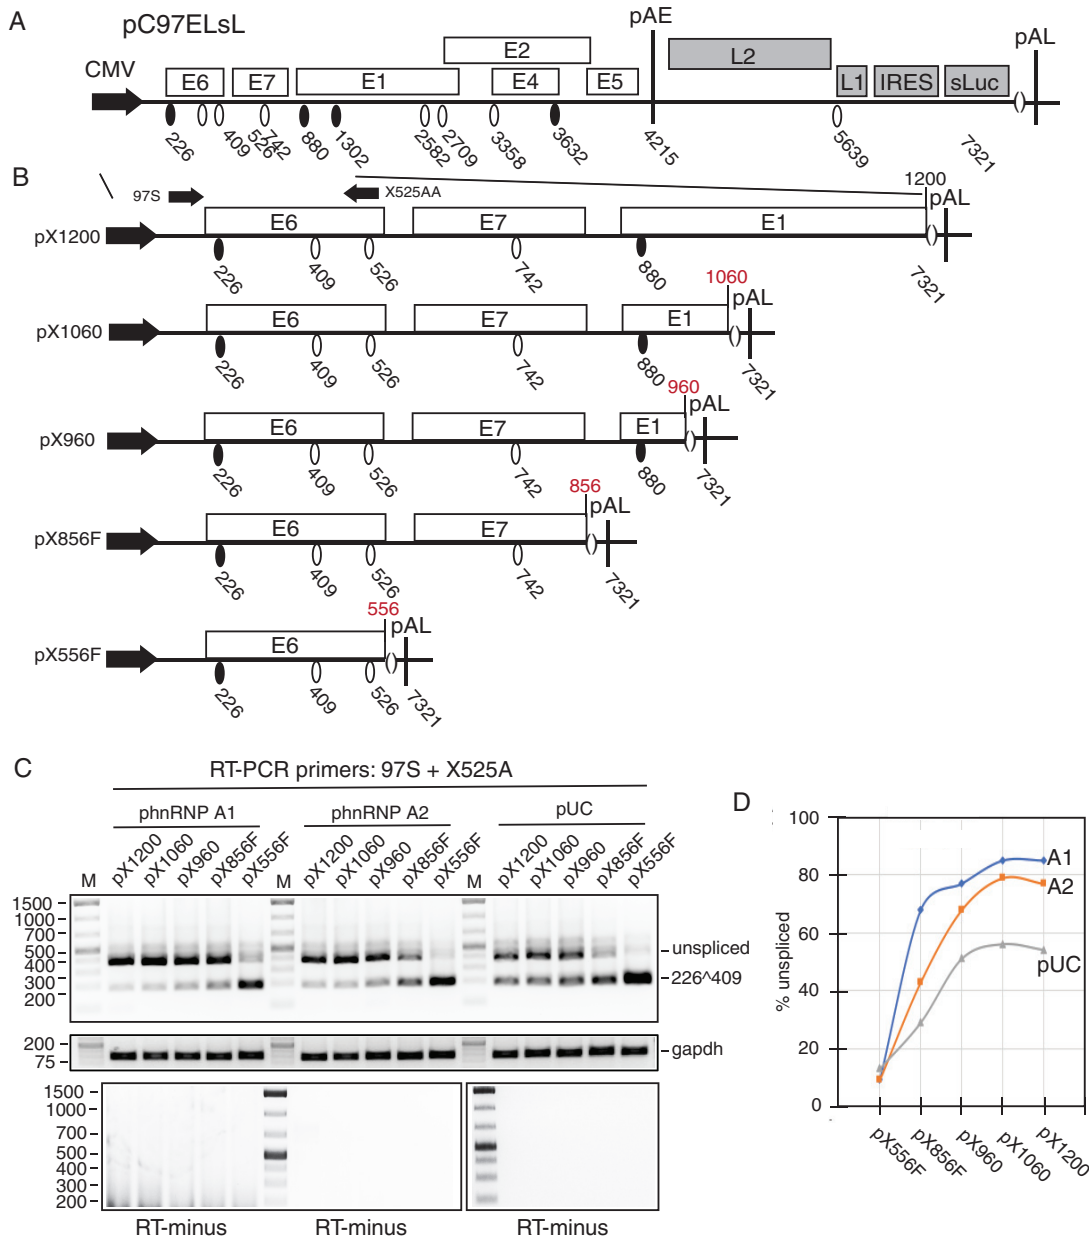 A
pC97ELsL
pAE
pAL
CMV
E6
E7
E1
E2
E4
E5
L2
L1
IRES
sLuc
()
226
409
526
742
880
1302
2582
2709
3358
3632
4215
5639
7321
B
97S
X525AA
1200
pAL
pX1200
E6
E7
E1
()
226
409
526
742
880
7321
1060
pAL
pX1060
E6
E7
E1
()
226
409
526
742
880
7321
960
pAL
pX960
E6
E7
E1
()
226
409
526
742
880
7321
856
pAL
pX856F
E6
E7
()
226
409
526
742
7321
556
pAL
pX556F
E6
()
226
409
526
7321
C
RT-PCR primers: 97S + X525A
phnRNP A1
phnRNP A2
pUC
M
pX1200
pX1060
pX960
pX856F
pX556F
M
pX1200
pX1060
pX960
pX856F
pX556F
M
pX1200
pX1060
pX960
pX856F
pX556F
1500
1000
700
500
400
300
200
unspliced
226^409
200
75
gapdh
1500
1000
700
500
400
300
200
RT-minus
RT-minus
RT-minus
D
% unspliced
100
80
60
40
20
0
A1
A2
pUC
pX556F
pX856F
pX960
pX1060
pX1200